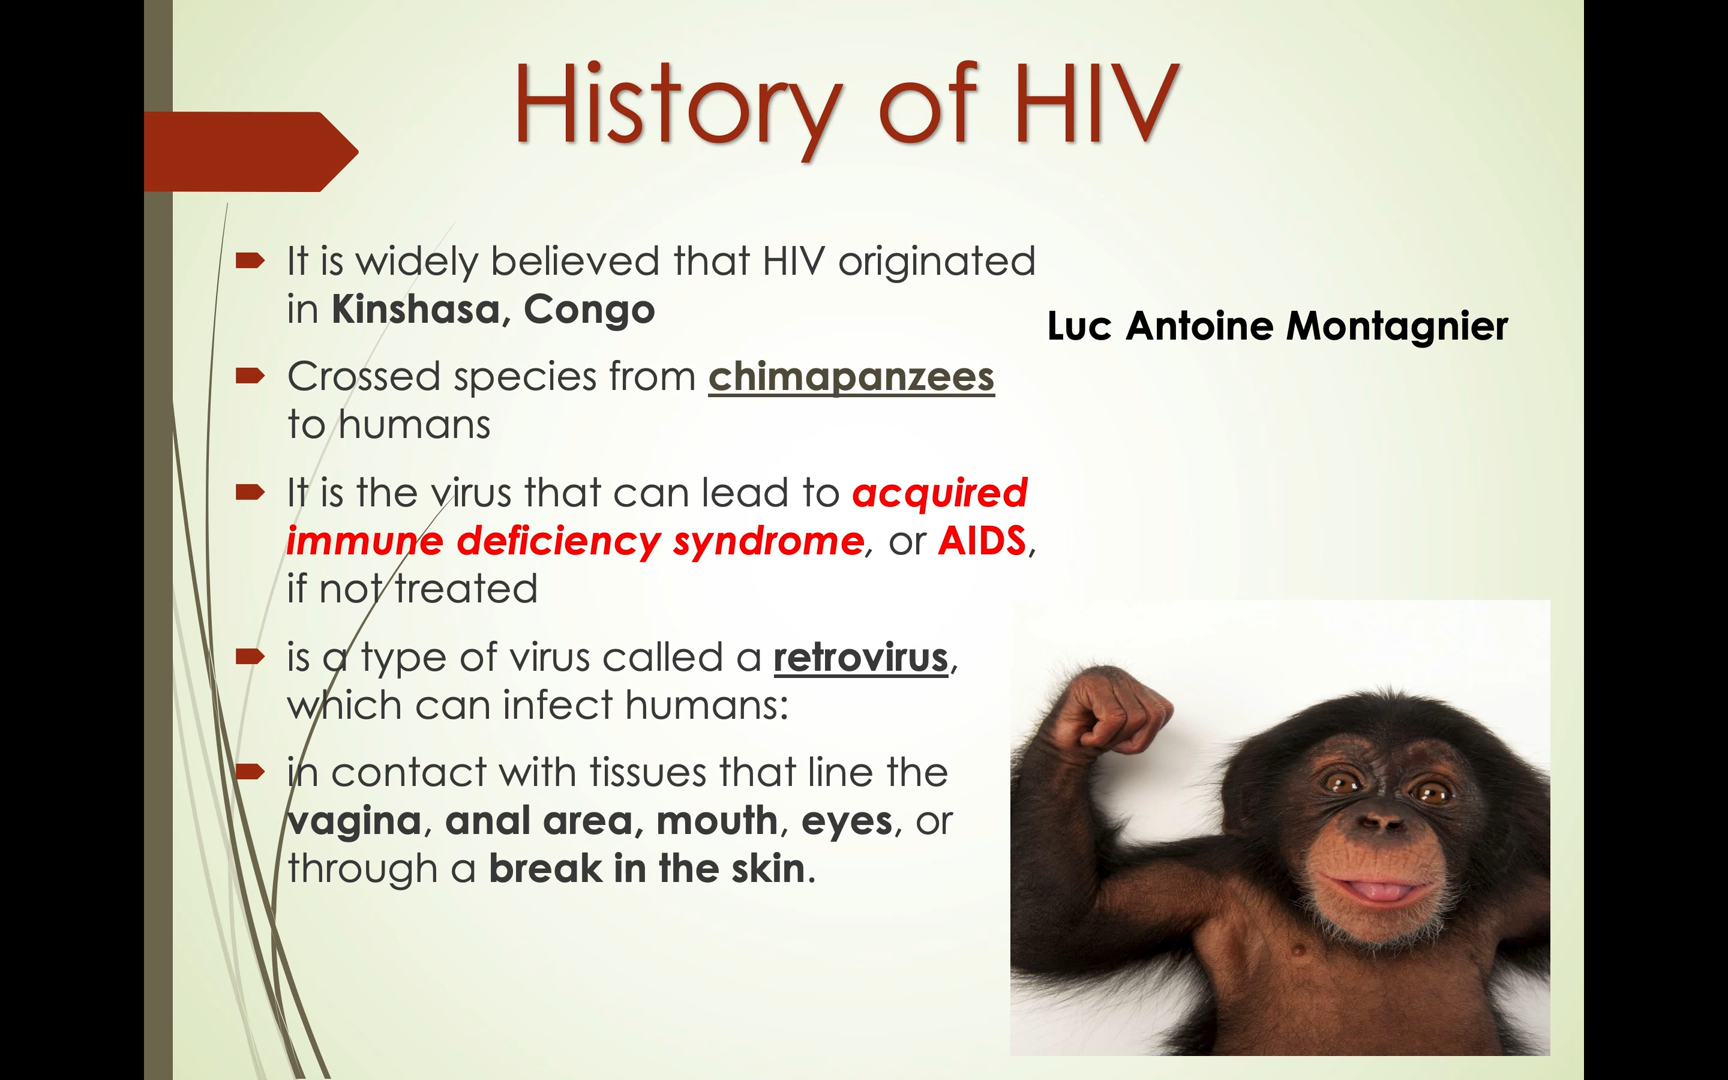 History of HIV
It is widely believed that HIV originated
in Kinshasa, Congo
Luc Antoine Montagnier
Crossed species from chimapanzees
to humans
It is the virus that can lead to acquired
immune deficiency syndrome, or AIDS,
if not treated
is a type of virus called a retrovirus,
which can infect humans:
in contact with tissues that line the
vagina, anal area, mouth, eyes, or
through a break in the skin.